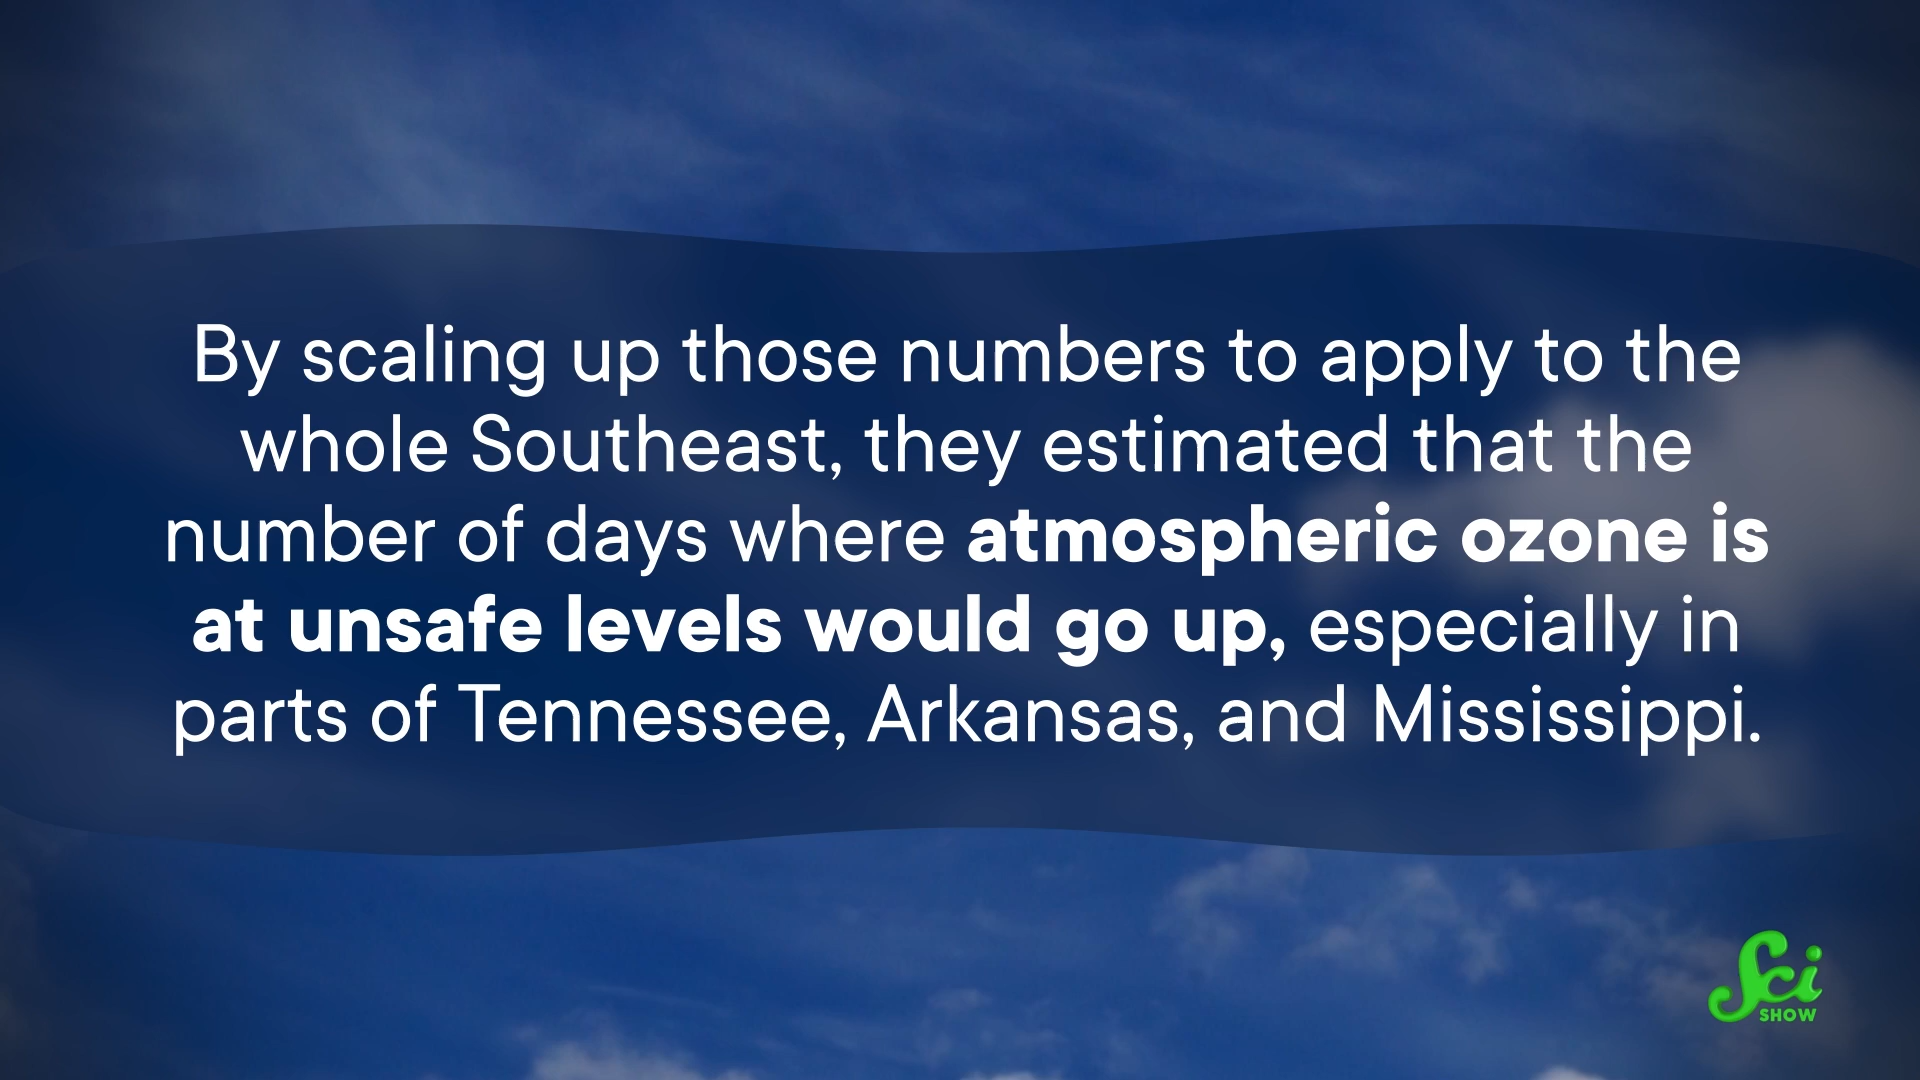 By scaling up those numbers to apply to the
whole Southeast, they estimated that the
number of days where atmospheric ozone is
at unsafe levels would go up, especially in
parts of Tennessee, Arkansas, and Mississippi.
Sci
SHOW